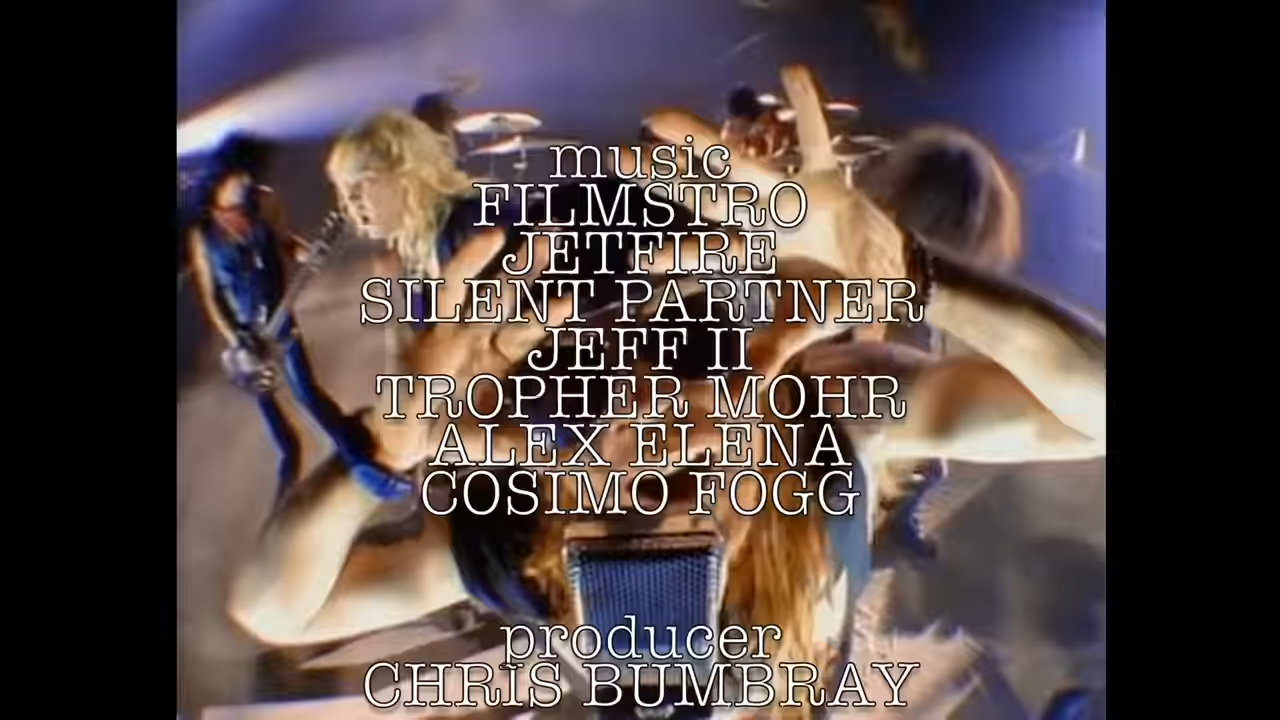 music
FILMSTRO
JETFIRE
SILENT PARTNER
JEFF II
TROPHER MOHR
ALEX ELENA
COSIMO FOGG
producer
CHRIS BUMBRAY